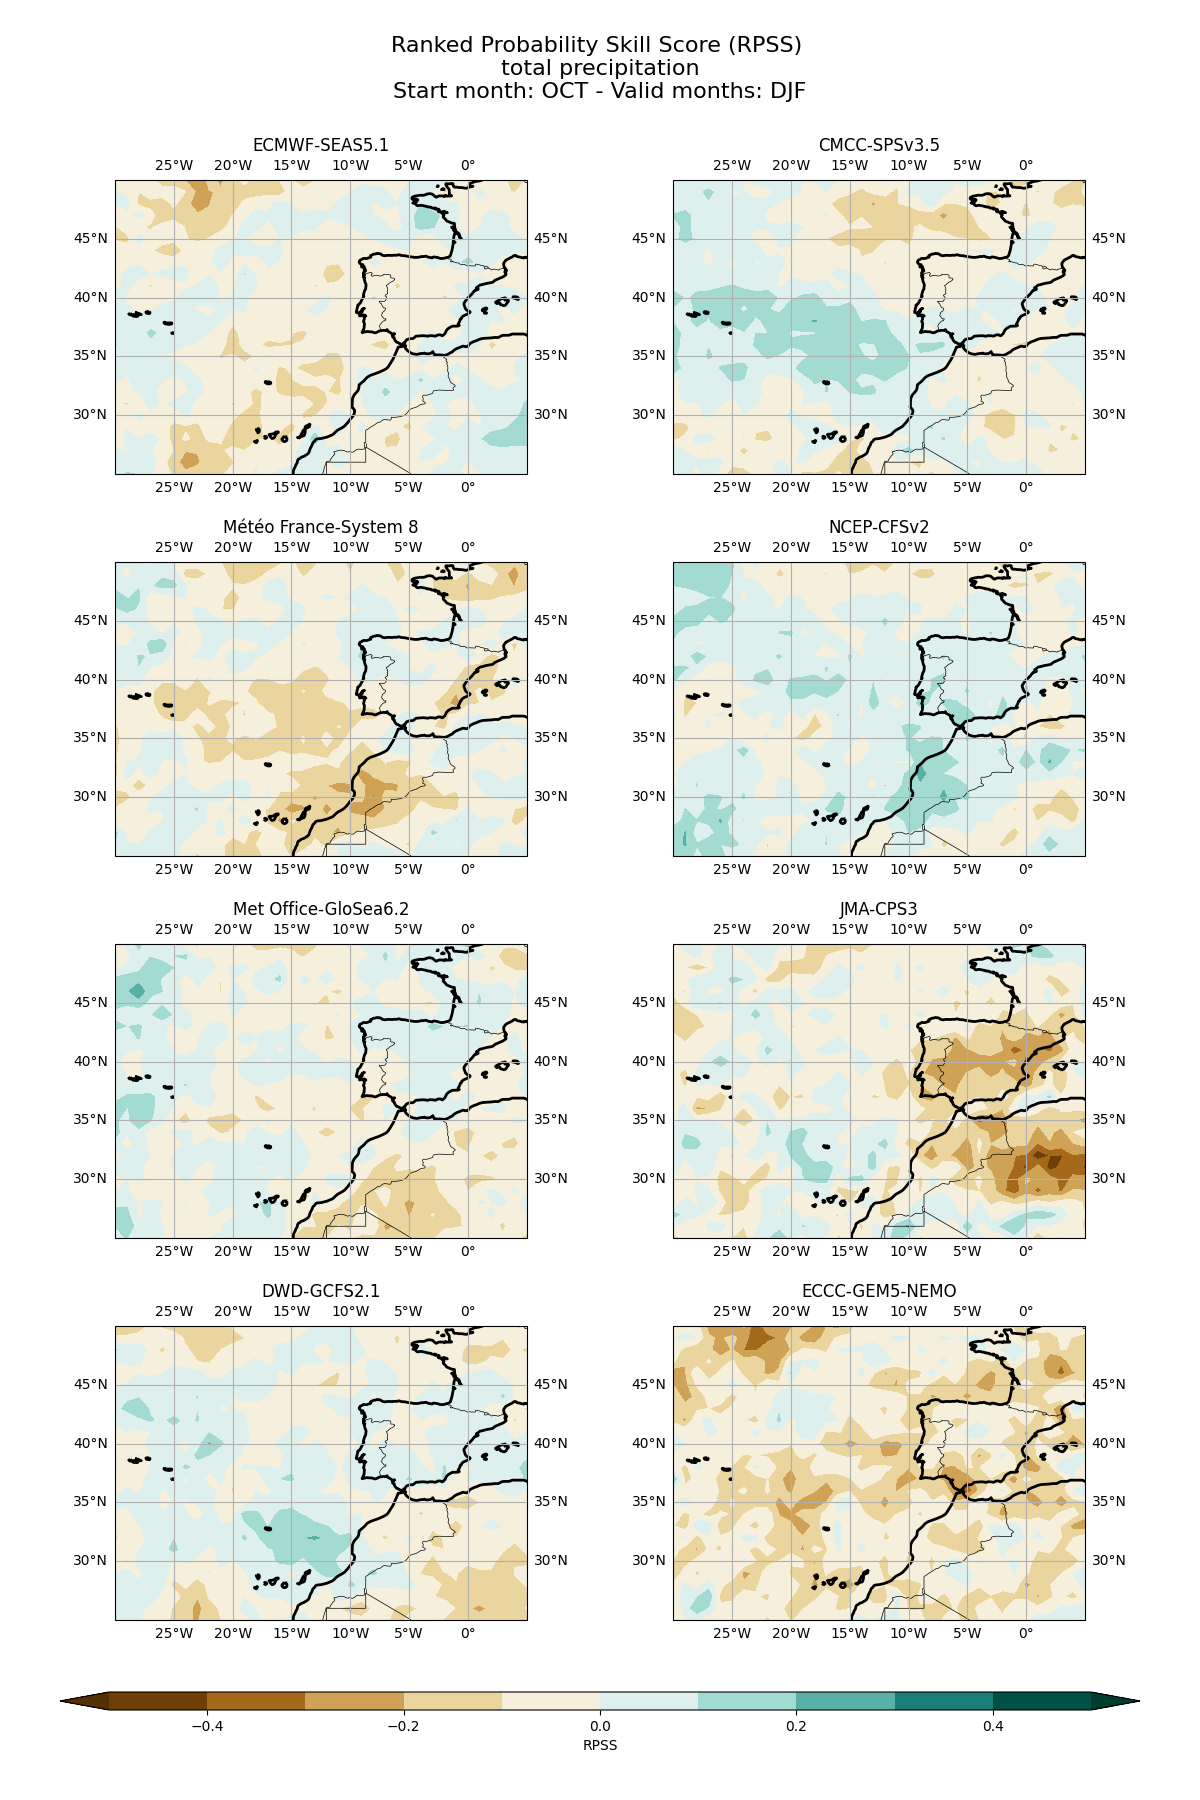 Ranked Probability Skill Score (RPSS)
total precipitation
Start month: OCT - Valid months: DJF
ECMWF-SEAS5.1
25°W 20°W 15°W 10°W 5°W 0°
45°N 45°N
40°N 40°N
35°N 35°N
30°N 30°N
25°W 20°W 15°W 10°W 5°W 0°
CMCC-SPSv3.5
25°W 20°W 15°W 10°W 5°W 0°
45°N 45°N
40°N 40°N
35°N 35°N
30°N 30°N
25°W 20°W 15°W 10°W 5°W 0°
Météo France-System 8
25°W 20°W 15°W 10°W 5°W 0°
45°N 45°N
40°N 40°N
35°N 35°N
30°N 30°N
25°W 20°W 15°W 10°W 5°W 0°
NCEP-CFSv2
25°W 20°W 15°W 10°W 5°W 0°
45°N 45°N
40°N 40°N
35°N 35°N
30°N 30°N
25°W 20°W 15°W 10°W 5°W 0°
Met Office-GloSea6.2
25°W 20°W 15°W 10°W 5°W 0°
45°N 45°N
40°N 40°N
35°N 35°N
30°N 30°N
25°W 20°W 15°W 10°W 5°W 0°
JMA-CPS3
25°W 20°W 15°W 10°W 5°W 0°
45°N 45°N
40°N 40°N
35°N 35°N
30°N 30°N
25°W 20°W 15°W 10°W 5°W 0°
DWD-GCFS2.1
25°W 20°W 15°W 10°W 5°W 0°
45°N 45°N
40°N 40°N
35°N 35°N
30°N 30°N
25°W 20°W 15°W 10°W 5°W 0°
ECCC-GEM5-NEMO
25°W 20°W 15°W 10°W 5°W 0°
45°N 45°N
40°N 40°N
35°N 35°N
30°N 30°N
25°W 20°W 15°W 10°W 5°W 0°
−0.4 −0.2 0.0 0.2 0.4
RPSS